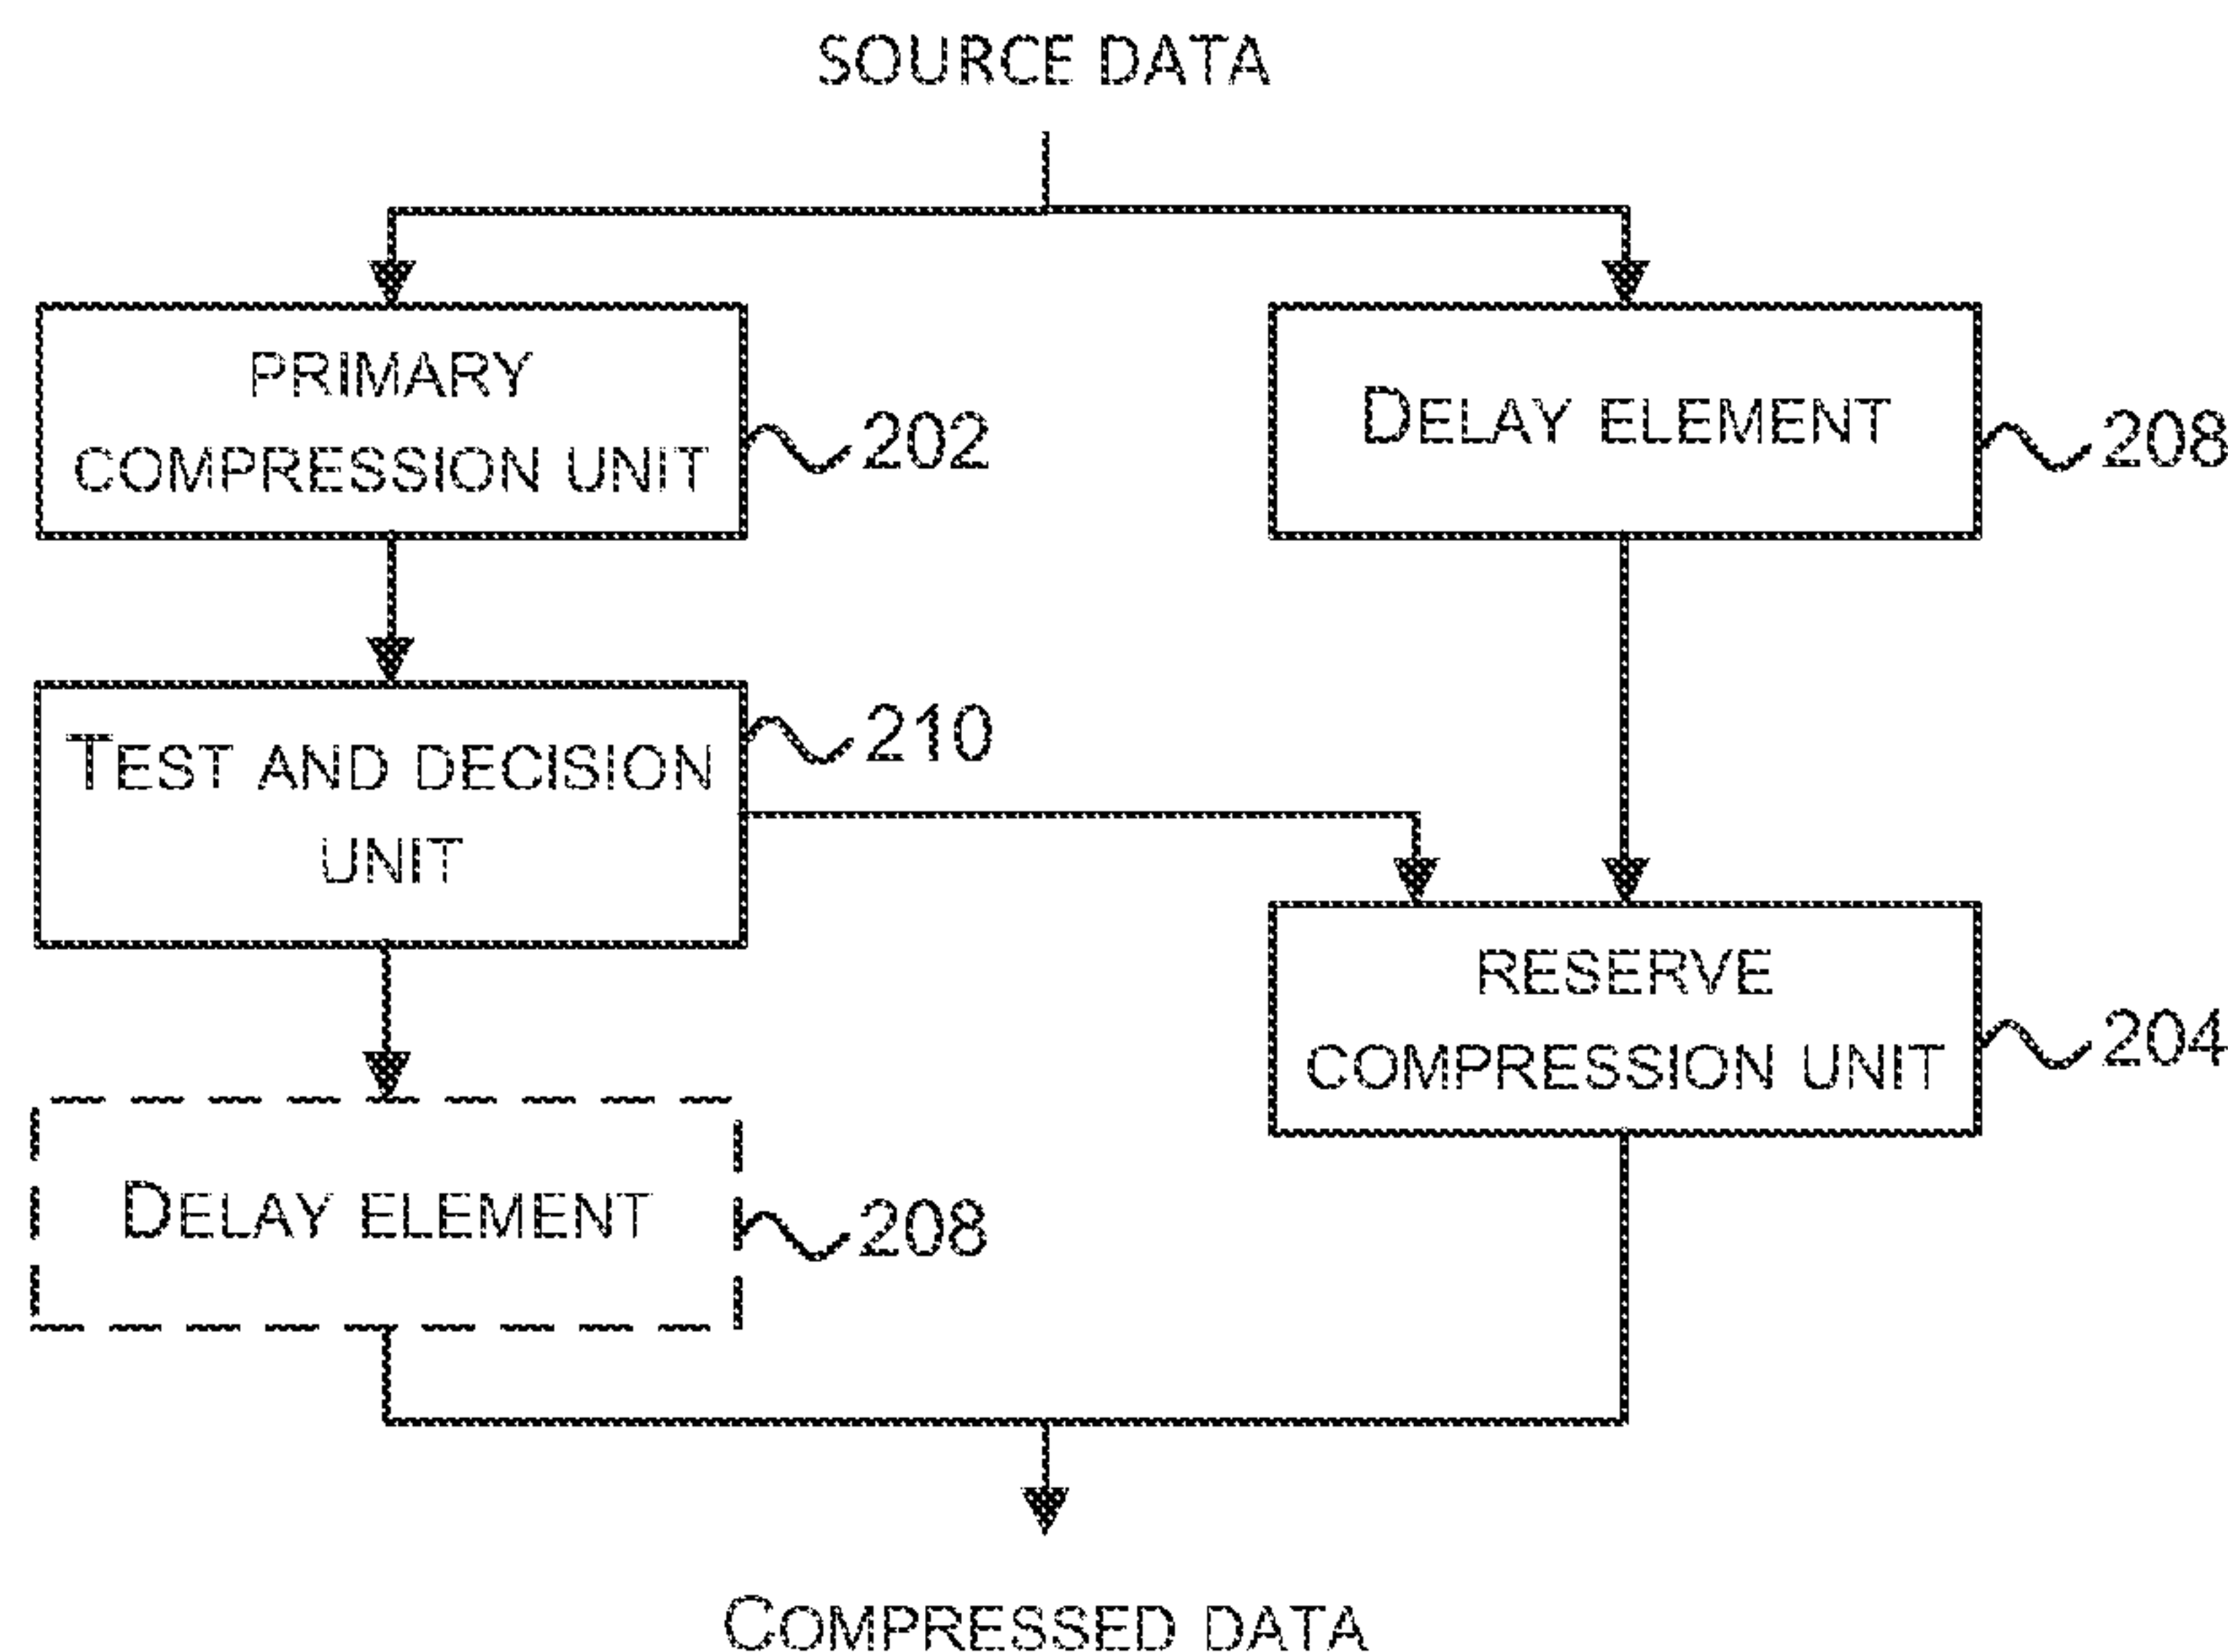 SOURCE DATA
PRIMARY
COMPRESSION UNIT
202
DELAY ELEMENT
208
TEST AND DECISION
UNIT
210
RESERVE
COMPRESSION UNIT
204
DELAY ELEMENT
208
COMPRESSED DATA